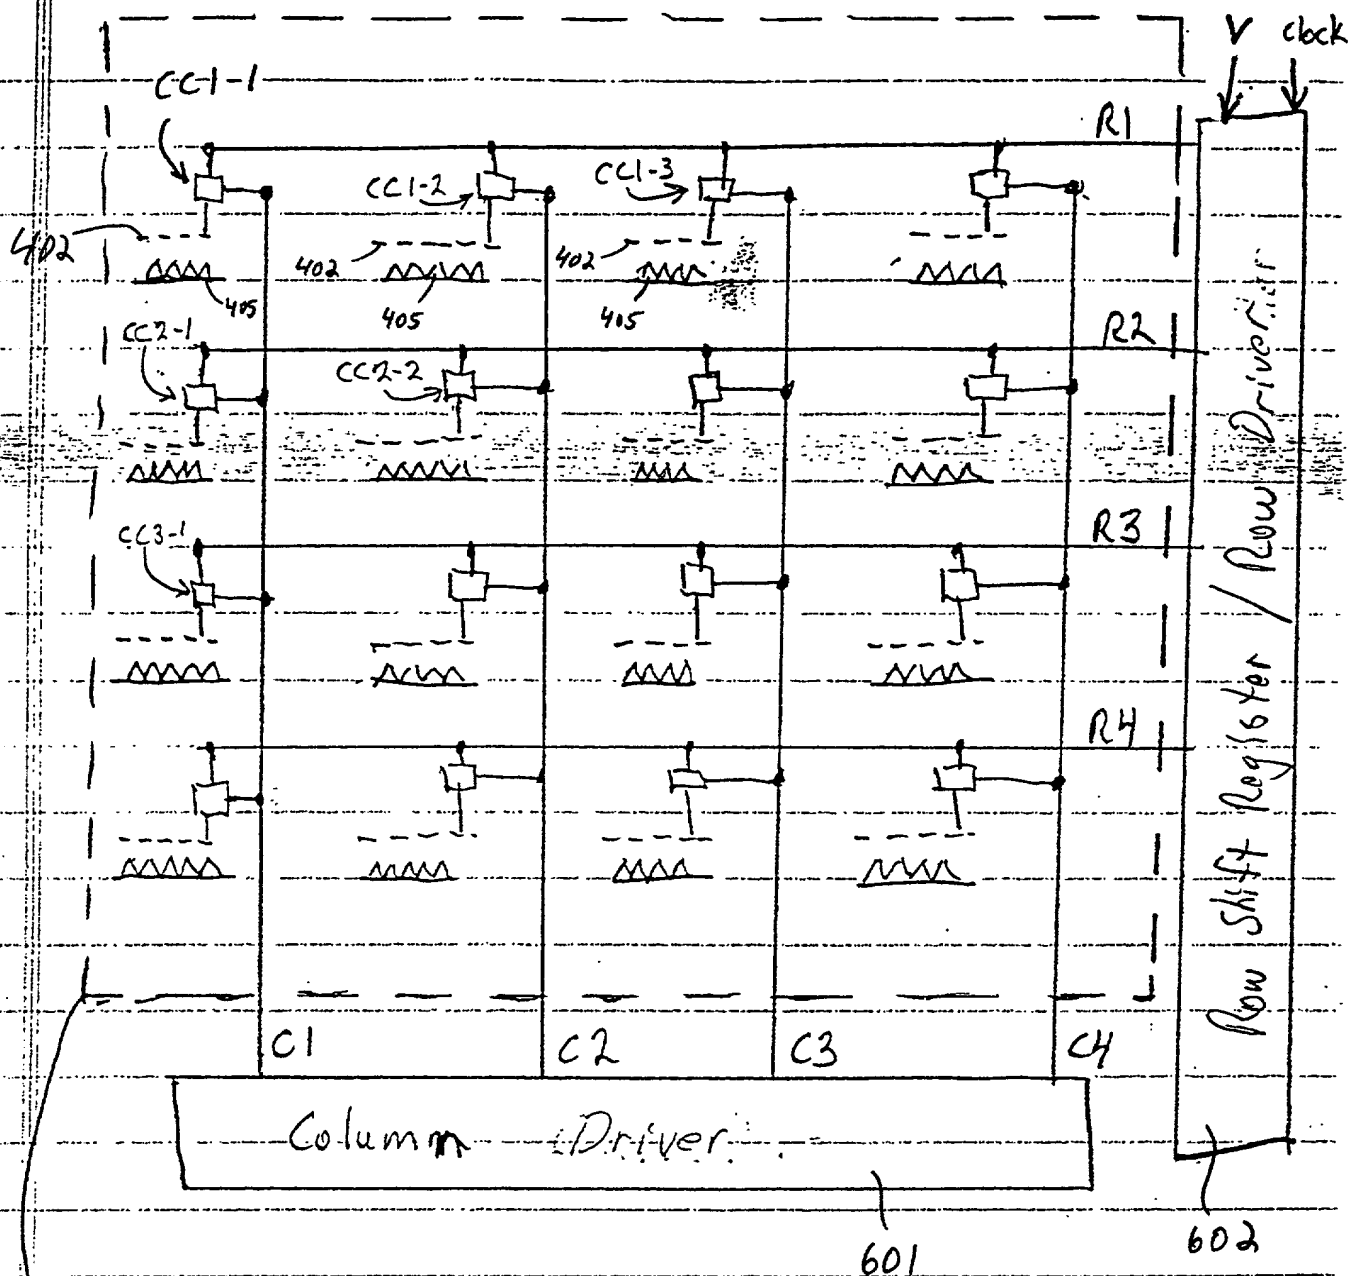 V clock
CC1-1
R1
CC1-2
CC1-3
402
402
402
405
405
405
CC2-1
R2
CC2-2
CC3-1
R3
R4
Row Shift Register / Row Driver
C1
C2
C3
C4
Column Driver
601
602